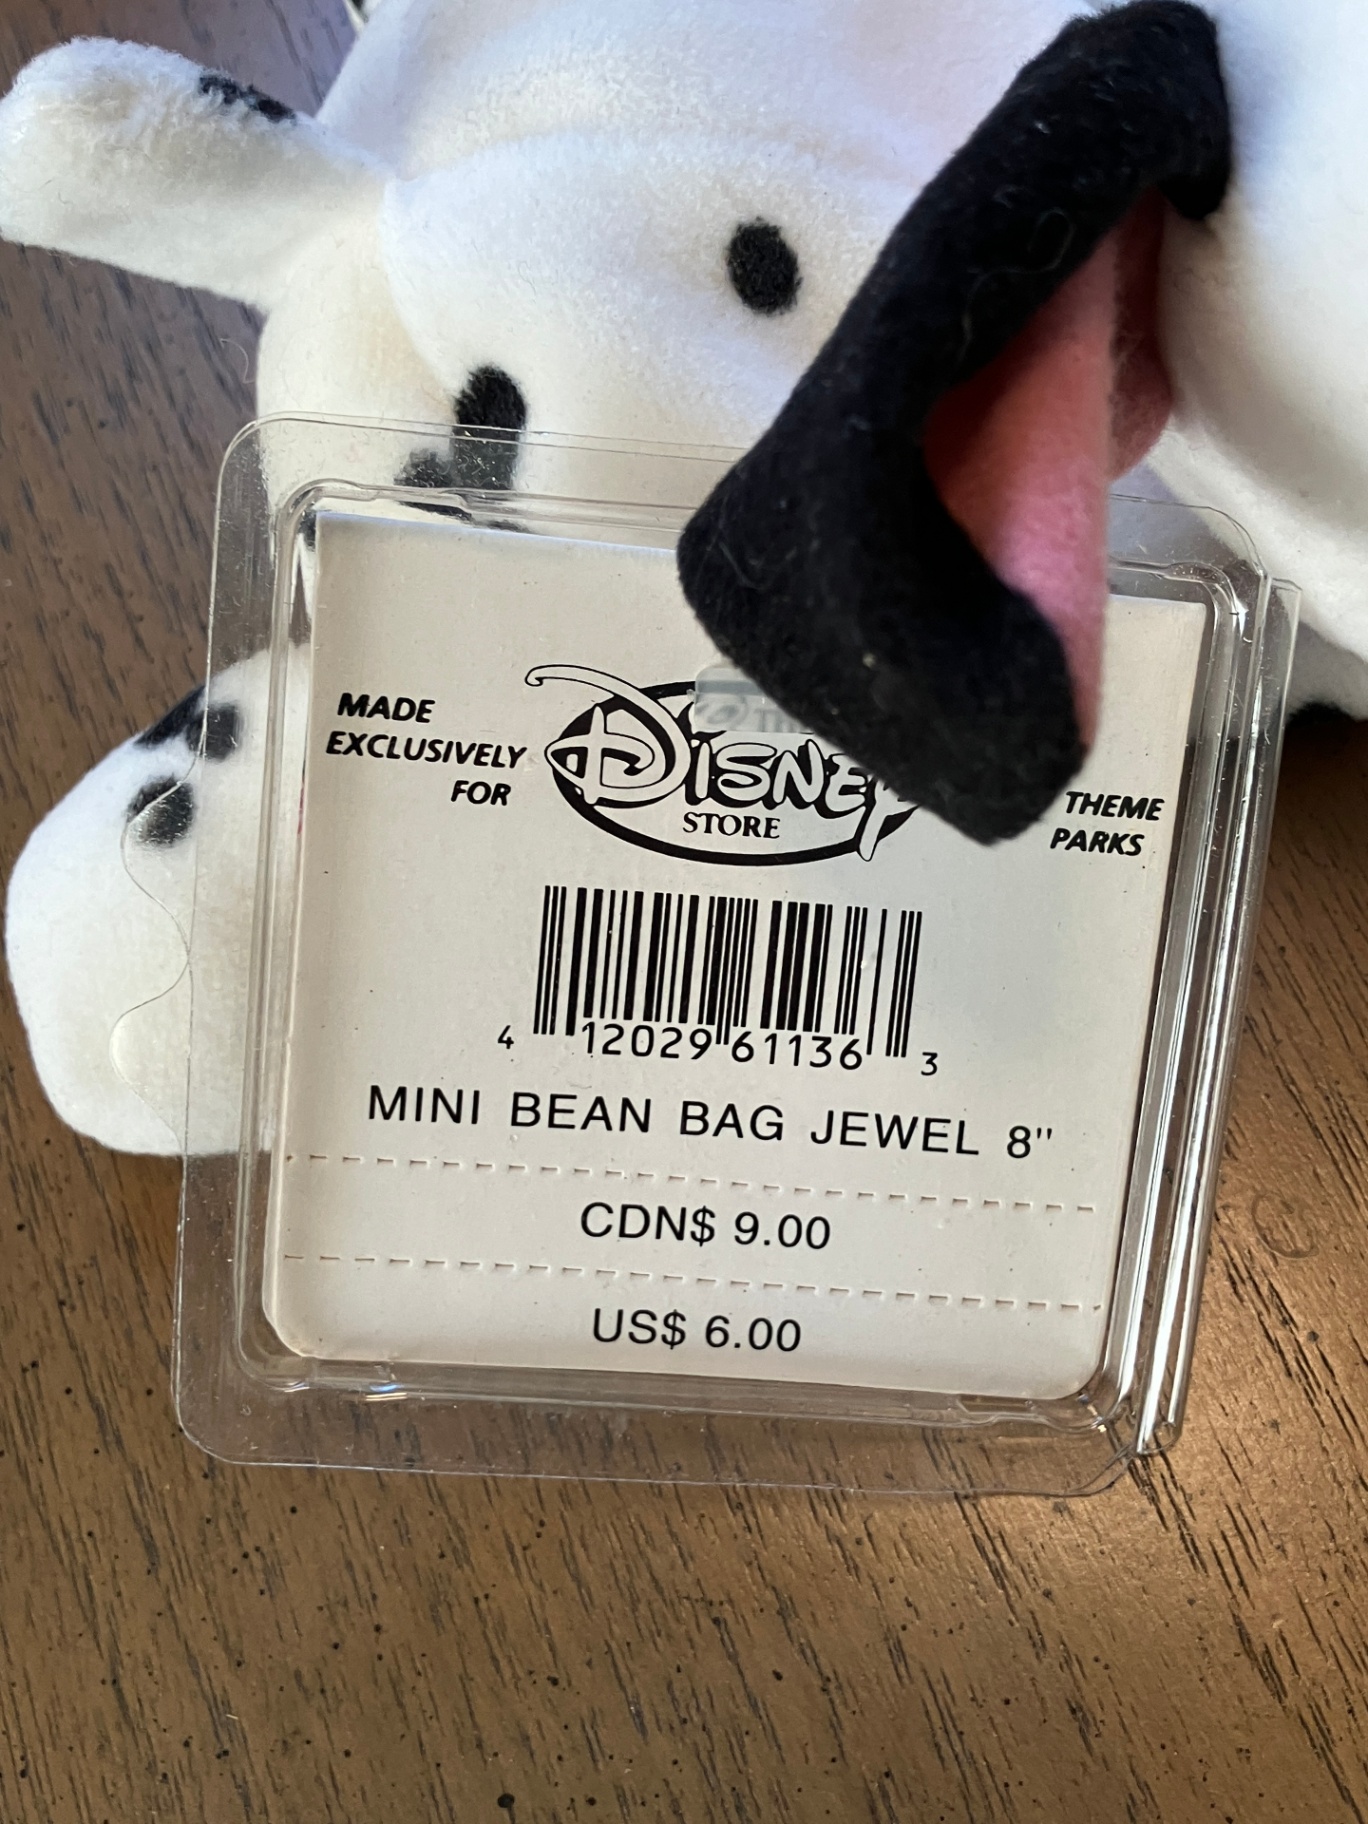 MADE
EXCLUSIVELY
FOR
DISNEY
STORE
THEME
PARKS
4 12029 61136 3
MINI BEAN BAG JEWEL 8"
CDN$ 9.00
US$ 6.00